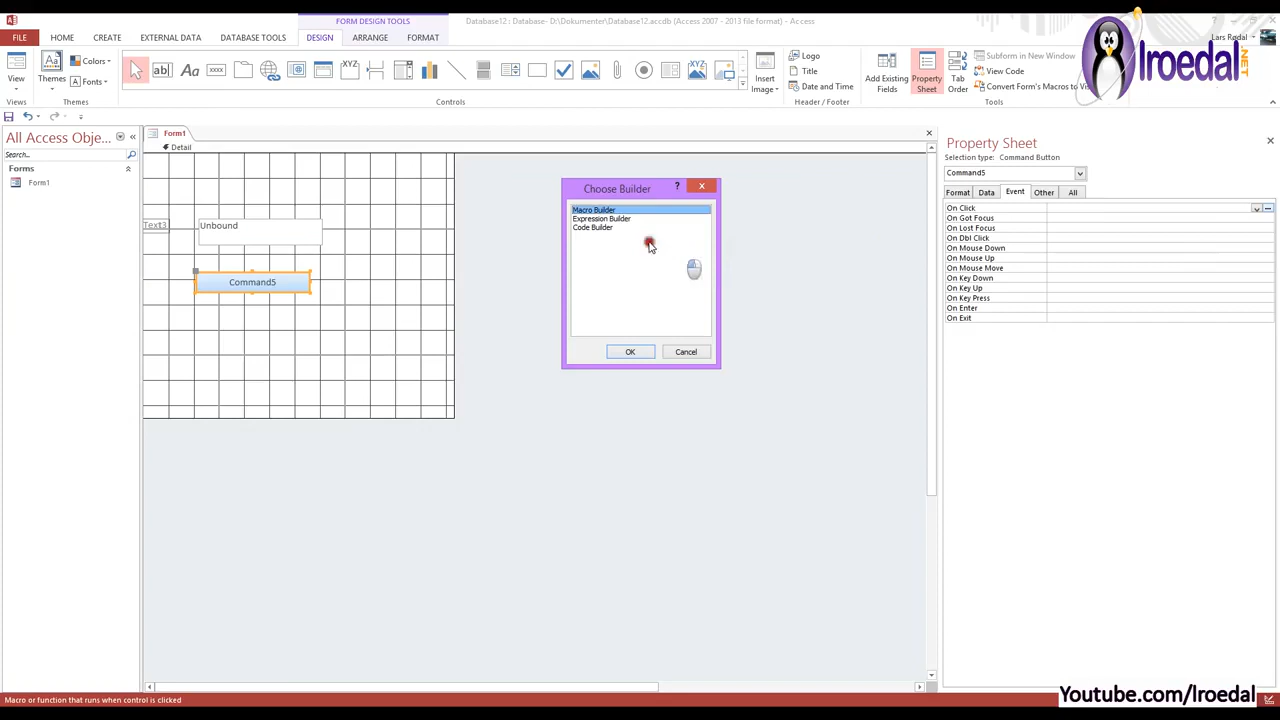 FORM DESIGN TOOLS
Database12 : Database- D:\Dokumenter\Database12.accdb (Access 2007 - 2013 file format) - Access
FILE
HOME
CREATE
EXTERNAL DATA
DATABASE TOOLS
DESIGN
ARRANGE
FORMAT
Lars Rødal
lroedal
.NET
View
Themes
Colors
Fonts
ab|
Aa
xxxx
XYZ
Insert
Image
Logo
Title
Date and Time
Add Existing
Fields
Property
Sheet
Tab
Order
Subform in New Window
View Code
Convert Form's Macros to Vis
Views
Themes
Controls
Header / Footer
Tools
All Access Obje...
Search...
Forms
Form1
Form1
Detail
Text3
Unbound
Command5
Choose Builder
?
Macro Builder
Expression Builder
Code Builder
OK
Cancel
Property Sheet
Selection type: Command Button
Command5
Format
Data
Event
Other
All
On Click
On Got Focus
On Lost Focus
On Dbl Click
On Mouse Down
On Mouse Up
On Mouse Move
On Key Down
On Key Up
On Key Press
On Enter
On Exit
Macro or function that runs when control is clicked
Youtube.com/lroedal